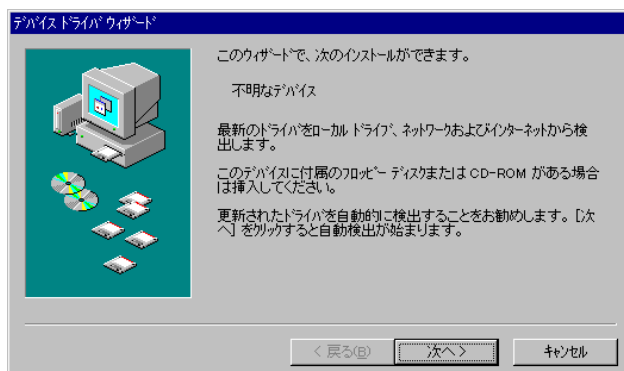 デバイス ドライバ ウィザード
このウィザードで、次のインストールができます。
不明なデバイス
最新のドライバをローカル ドライブ、ネットワークおよびインターネットから検
出します。
このデバイスに付属のフロッピー ディスクまたは CD-ROM がある場合
は挿入してください。
更新されたドライバを自動的に検出することをお勧めします。[次
へ] をクリックすると自動検出が始まります。
< 戻る(B)
次へ >
キャンセル